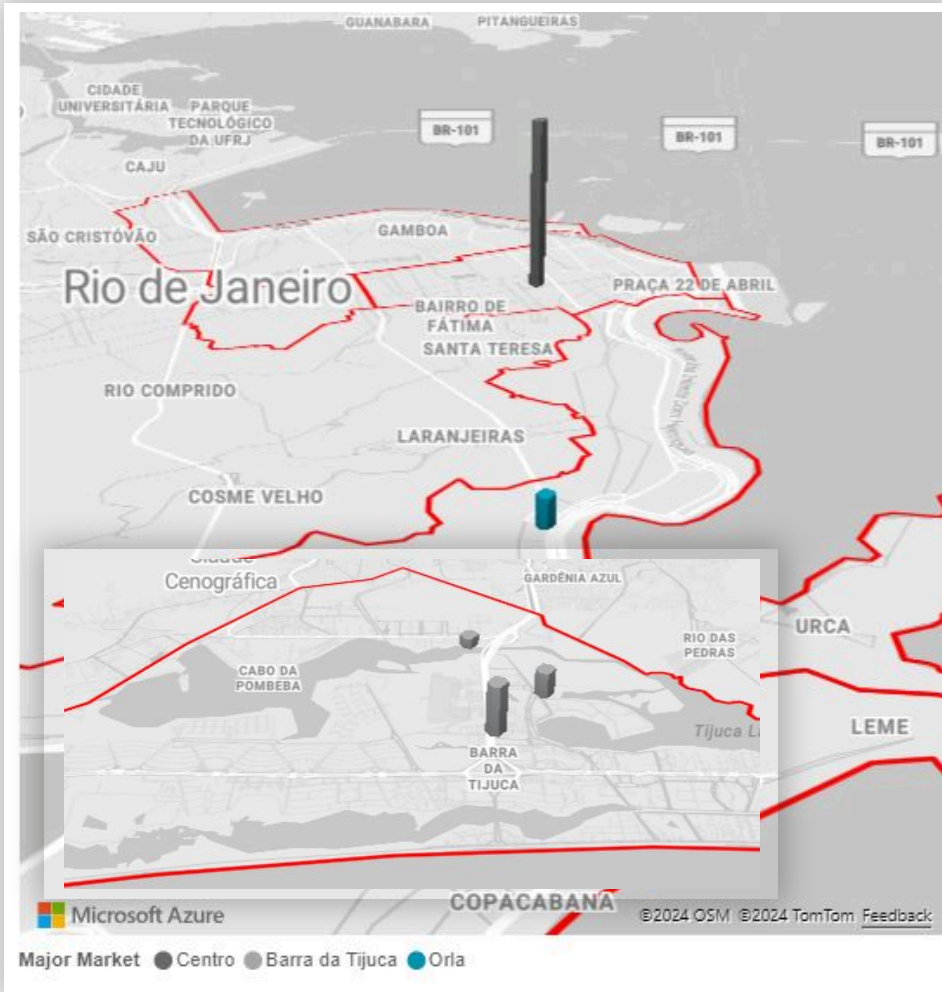 GUANABARA
PITANGUEIRAS
CIDADE
UNIVERSITÁRIA
PARQUE
TECNOLÓGICO
DA UFRJ
BR-101
BR-101
BR-101
CAJU
SÃO CRISTÓVÃO
GAMBOA
Rio de Janeiro
PRAÇA 22 DE ABRIL
BAIRRO DE
FÁTIMA
SANTA TERESA
RIO COMPRIDO
LARANJEIRAS
COSME VELHO
Cenográfica
GARDÊNIA AZUL
URCA
RIO DAS
PEDRAS
CABO DA
POMBEBA
Tijuca
LEME
BARRA
DA
TIJUCA
COPACABANA
Microsoft Azure
©2024 OSM ©2024 TomTom Feedback
Major Market Centro Barra da Tijuca Orla